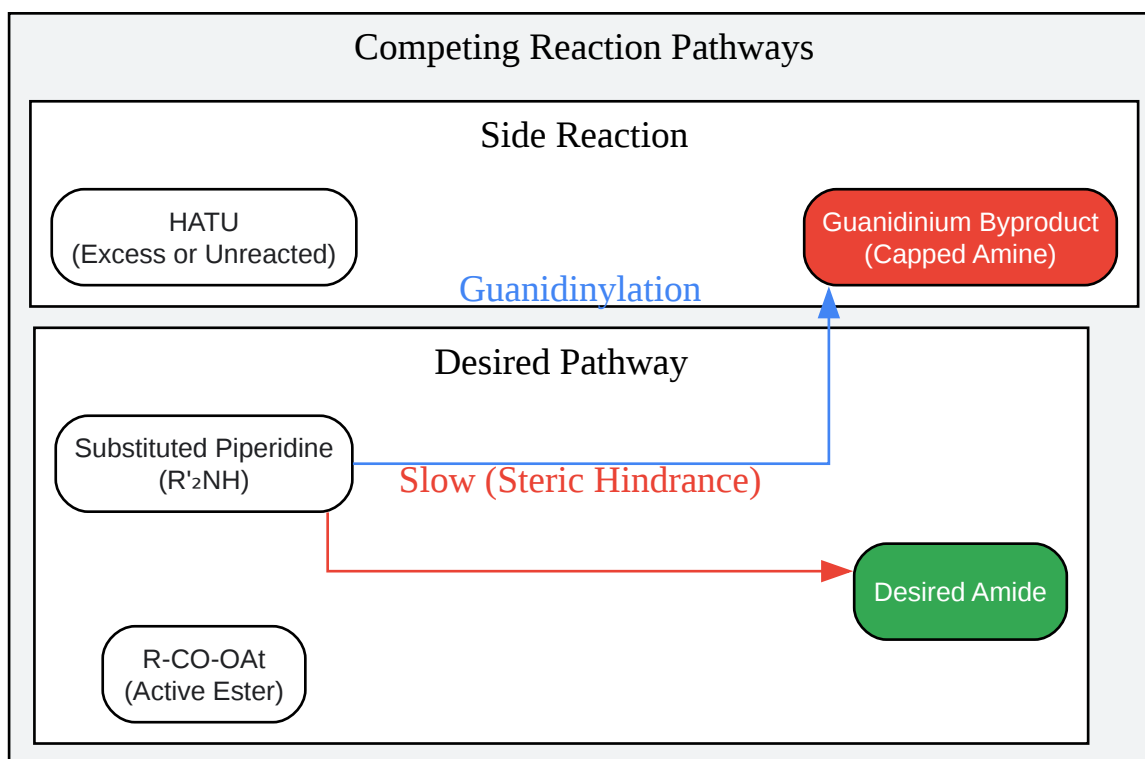 Competing Reaction Pathways
Side Reaction
HATU
(Excess or Unreacted)
Guanidinium Byproduct
(Capped Amine)
Guanidinylation
Desired Pathway
Substituted Piperidine
(R'₂NH)
Slow (Steric Hindrance)
Desired Amide
R-CO-OAt
(Active Ester)